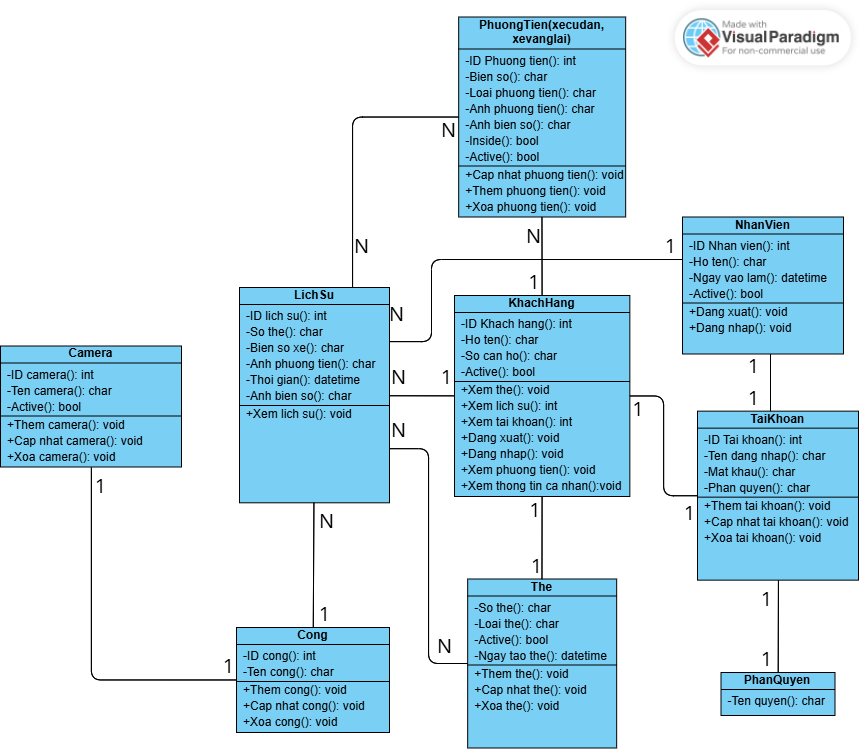 Made with
VisualParadigm
For non-commercial use
PhuongTien(xecudan,
xevanglai)
-ID Phuong tien(): int
-Bien so(): char
-Loai phuong tien(): char
-Anh phuong tien(): char
-Anh bien so(): char
-Inside(): bool
-Active(): bool
+Cap nhat phuong tien(): void
+Them phuong tien(): void
+Xoa phuong tien(): void
N
N
N
1
1
NhanVien
-ID Nhan vien(): int
-Ho ten(): char
-Ngay vao lam(): datetime
-Active(): bool
+Dang xuat(): void
+Dang nhap(): void
LichSu
-ID lich su(): int
-So the(): char
-Bien so xe(): char
-Anh phuong tien(): char
-Thoi gian(): datetime
-Anh bien so(): char
+Xem lich su(): void
N
N
1
N
KhachHang
-ID Khach hang(): int
-Ho ten(): char
-So can ho(): char
-Active(): bool
+Xem the(): void
+Xem lich su(): int
+Xem tai khoan(): int
+Dang xuat(): void
+Dang nhap(): void
+Xem phuong tien(): void
+Xem thong tin ca nhan():void
Camera
-ID camera(): int
-Ten camera(): char
-Active(): bool
+Them camera(): void
+Cap nhat camera(): void
+Xoa camera(): void
1
1
1
1
TaiKhoan
-ID Tai khoan(): int
-Ten dang nhap(): char
-Mat khau(): char
-Phan quyen(): char
+Them tai khoan(): void
+Cap nhat tai khoan(): void
+Xoa tai khoan(): void
1
N
1
1
1
N
1
The
-So the(): char
-Loai the(): char
-Active(): bool
-Ngay tao the(): datetime
+Them the(): void
+Cap nhat the(): void
+Xoa the(): void
Cong
-ID cong(): int
-Ten cong(): char
+Them cong(): void
+Cap nhat cong(): void
+Xoa cong(): void
1
1
PhanQuyen
-Ten quyen(): char